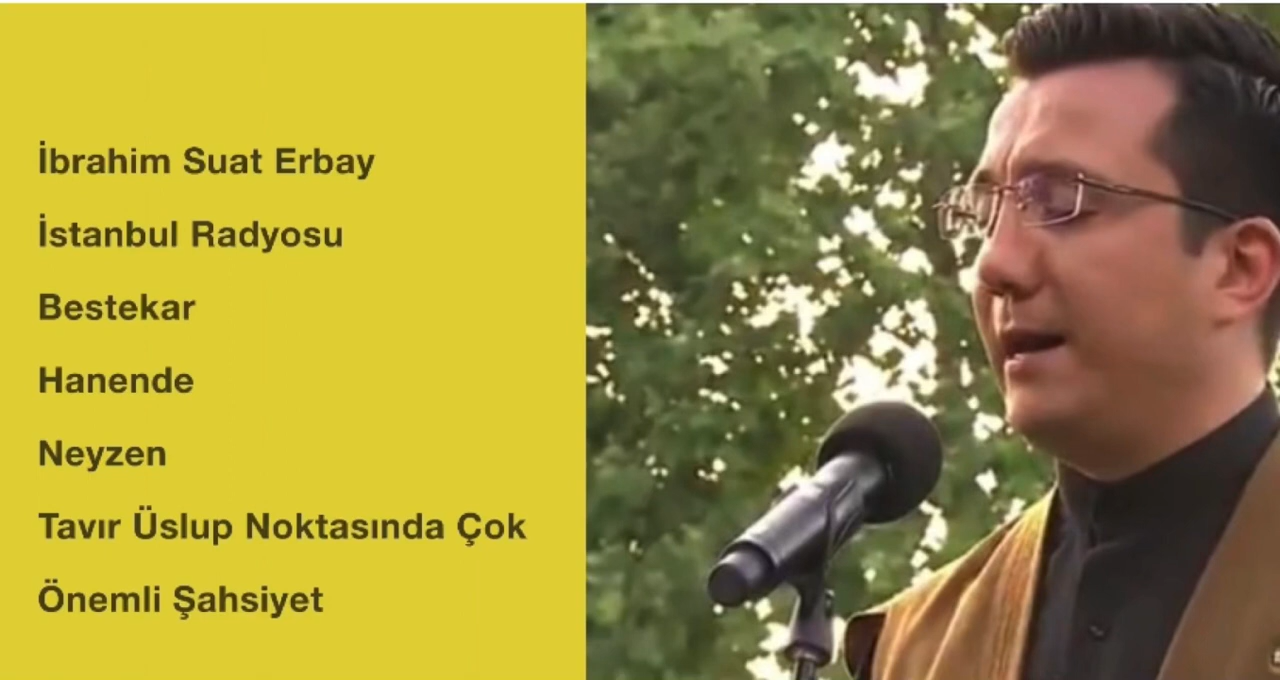 İbrahim Suat Erbay
İstanbul Radyosu
Bestekar
Hanende
Neyzen
Tavır Üslup Noktasında Çok
Önemli Şahsiyet